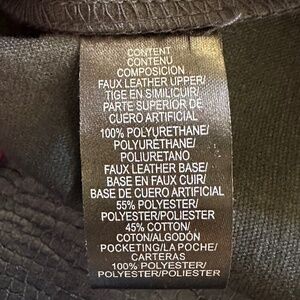 CONTENT
CONTENU
COMPOSICION
FAUX LEATHER UPPER/
TIGE EN SIMILICUIR/
PARTE SUPERIOR DE
CUERO ARTIFICIAL
100% POLYURETHANE/
POLYURÉTHANE/
POLIURETANO
FAUX LEATHER BASE/
BASE EN FAUX CUIR/
BASE DE CUERO ARTIFICIAL
55% POLYESTER/
POLYESTER/POLIESTER
45% COTTON/
COTON/ALGODÓN
POCKETING/LA POCHE/
CARTERAS
100% POLYESTER/
POLYESTER/POLIESTER